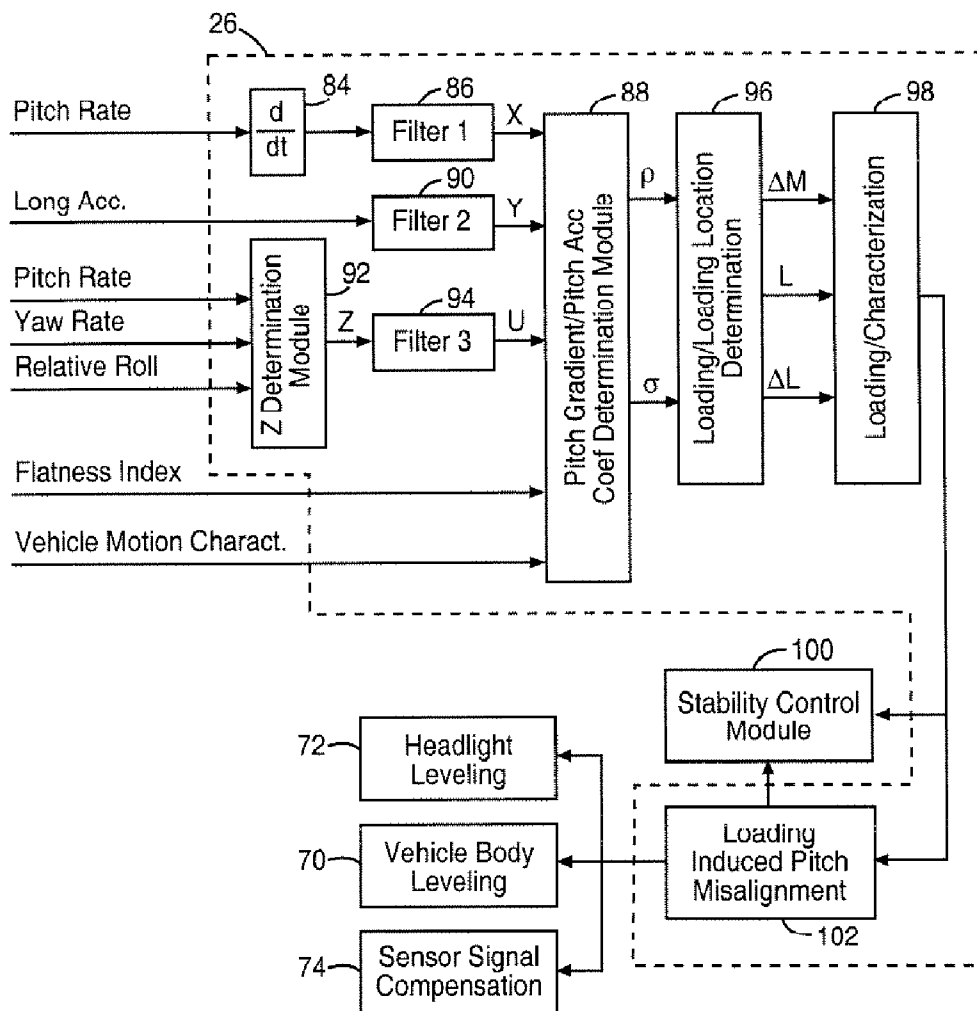 26
Pitch Rate
d
dt
84
86
Filter 1
X
Long Acc.
90
Filter 2
Y
Pitch Rate
Yaw Rate
Relative Roll
Z Determination
Module
92
Z
94
Filter 3
U
Flatness Index
Vehicle Motion Charact.
88
Pitch Gradient/Pitch Acc
Coef Determination Module
ρ
σ
96
Loading/Loading Location
Determination
ΔM
L
ΔL
98
Loading/Characterization
100
Stability Control
Module
72
Headlight
Leveling
70
Vehicle Body
Leveling
74
Sensor Signal
Compensation
Loading
Induced Pitch
Misalignment
102